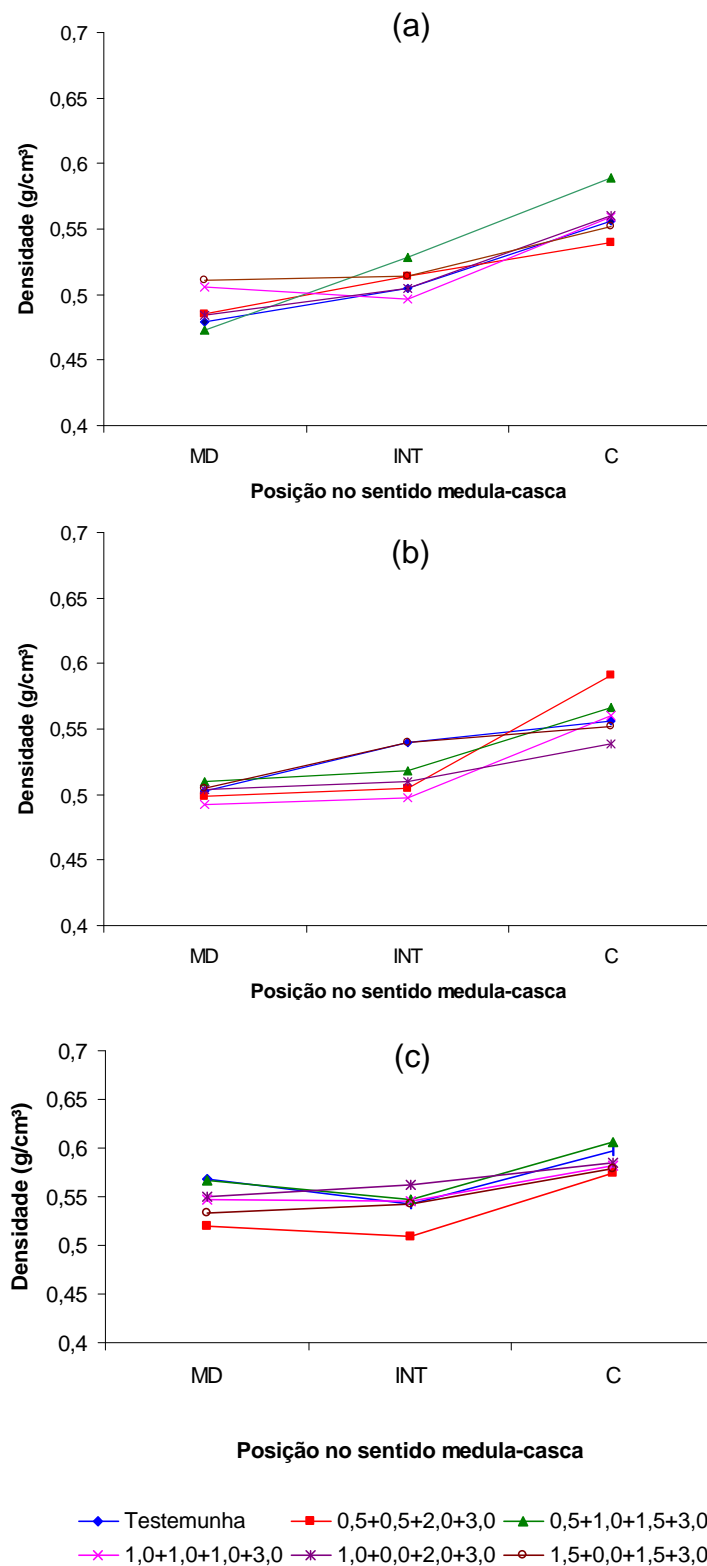 (a)
0,7
0,65
0,6
0,55
0,5
0,45
0,4
Densidade (g/cm³)
MD INT C
Posição no sentido medula-casca
(b)
0,7
0,65
0,6
0,55
0,5
0,45
0,4
Densidade (g/cm³)
MD INT C
Posição no sentido medula-casca
(c)
0,7
0,65
0,6
0,55
0,5
0,45
0,4
Densidade (g/cm³)
MD INT C
Posição no sentido medula-casca
Testemunha 0,5+0,5+2,0+3,0 0,5+1,0+1,5+3,0
1,0+1,0+1,0+3,0 1,0+0,0+2,0+3,0 1,5+0,0+1,5+3,0